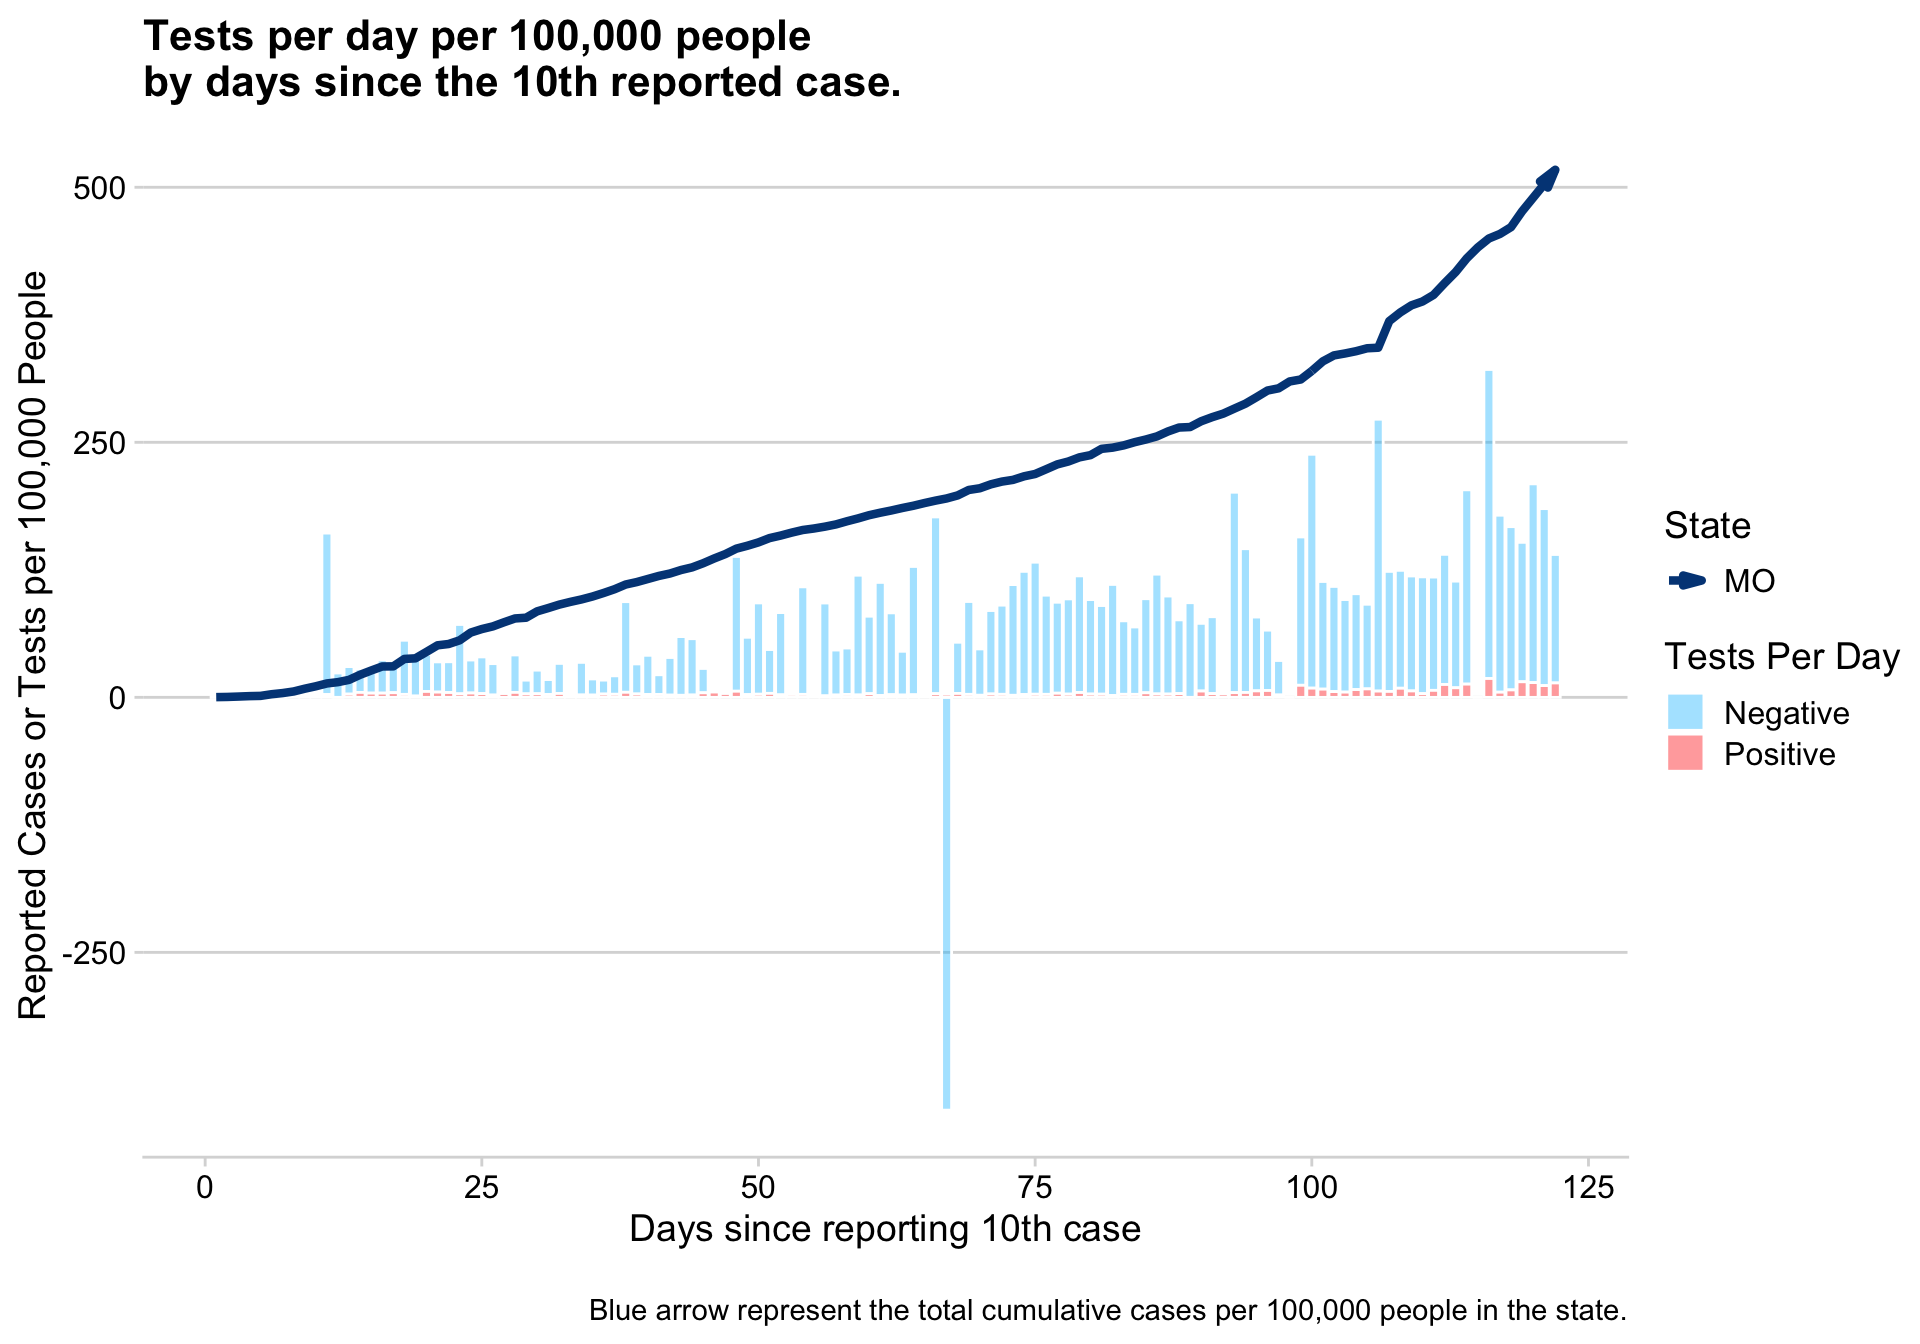 Tests per day per 100,000 people
by days since the 10th reported case.
Reported Cases or Tests per 100,000 People
500
250
0
-250
0
25
50
75
100
125
Days since reporting 10th case
State
MO
Tests Per Day
Negative
Positive
Blue arrow represent the total cumulative cases per 100,000 people in the state.